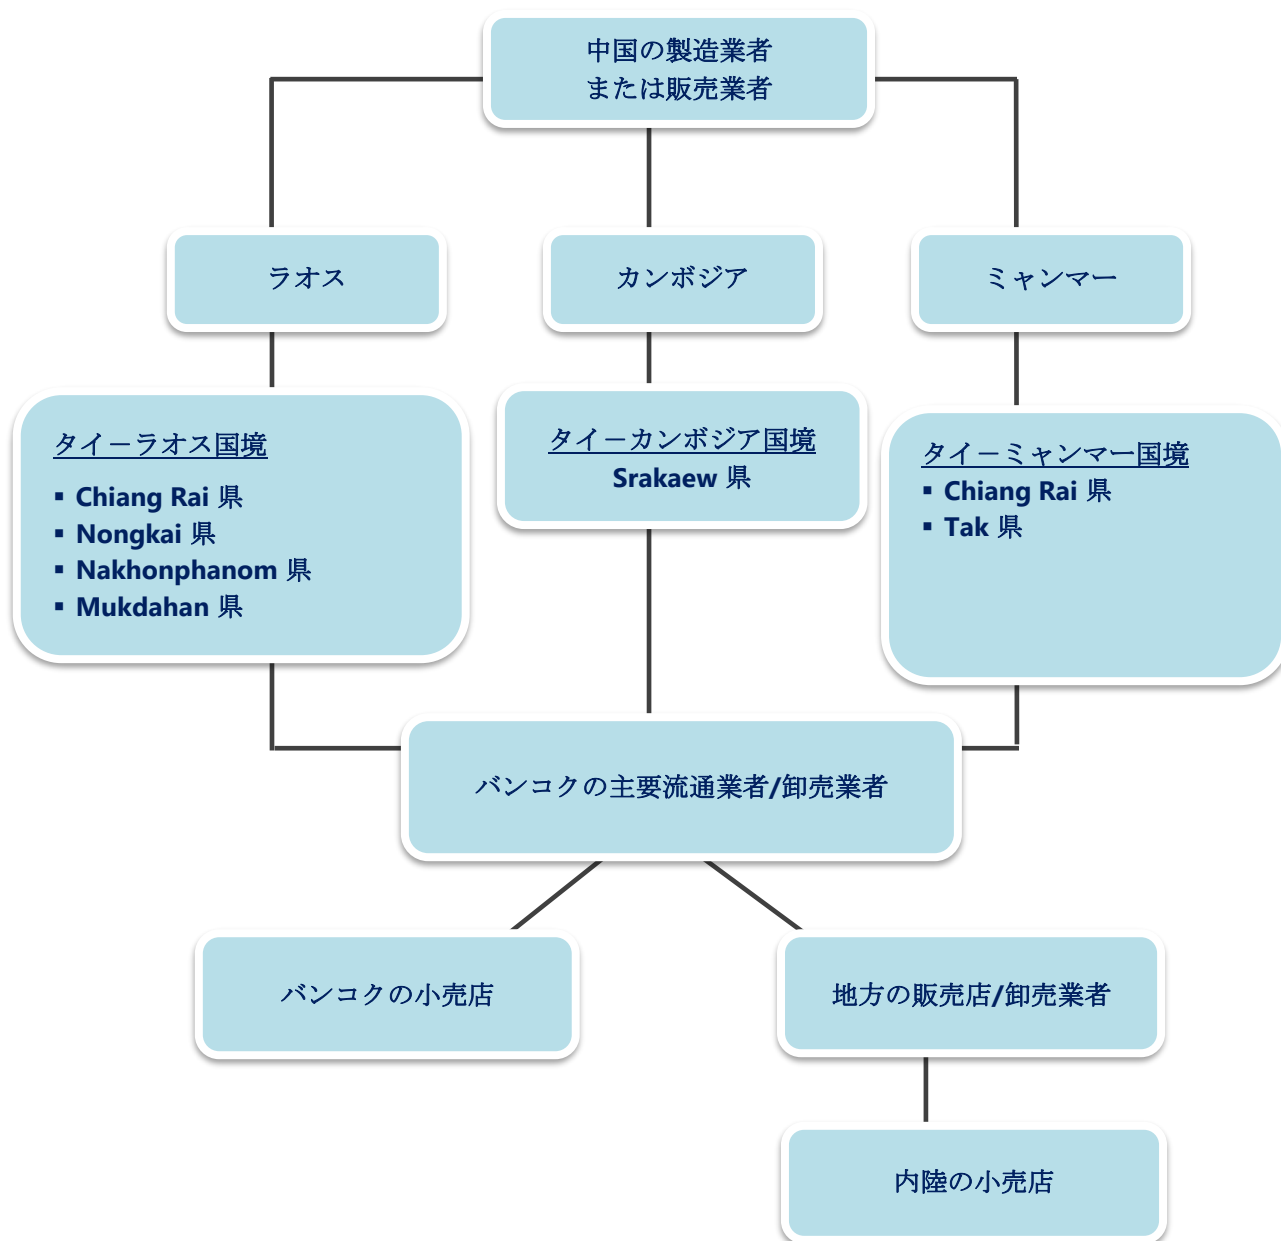 中国の製造業者
または販売業者
ラオス
カンボジア
ミャンマー
タイーラオス国境
▪ Chiang Rai 県
▪ Nongkai 県
▪ Nakhonphanom 県
▪ Mukdahan 県
タイーカンボジア国境
Srakaew 県
タイーミャンマー国境
▪ Chiang Rai 県
▪ Tak 県
バンコクの主要流通業者/卸売業者
バンコクの小売店
地方の販売店/卸売業者
内陸の小売店